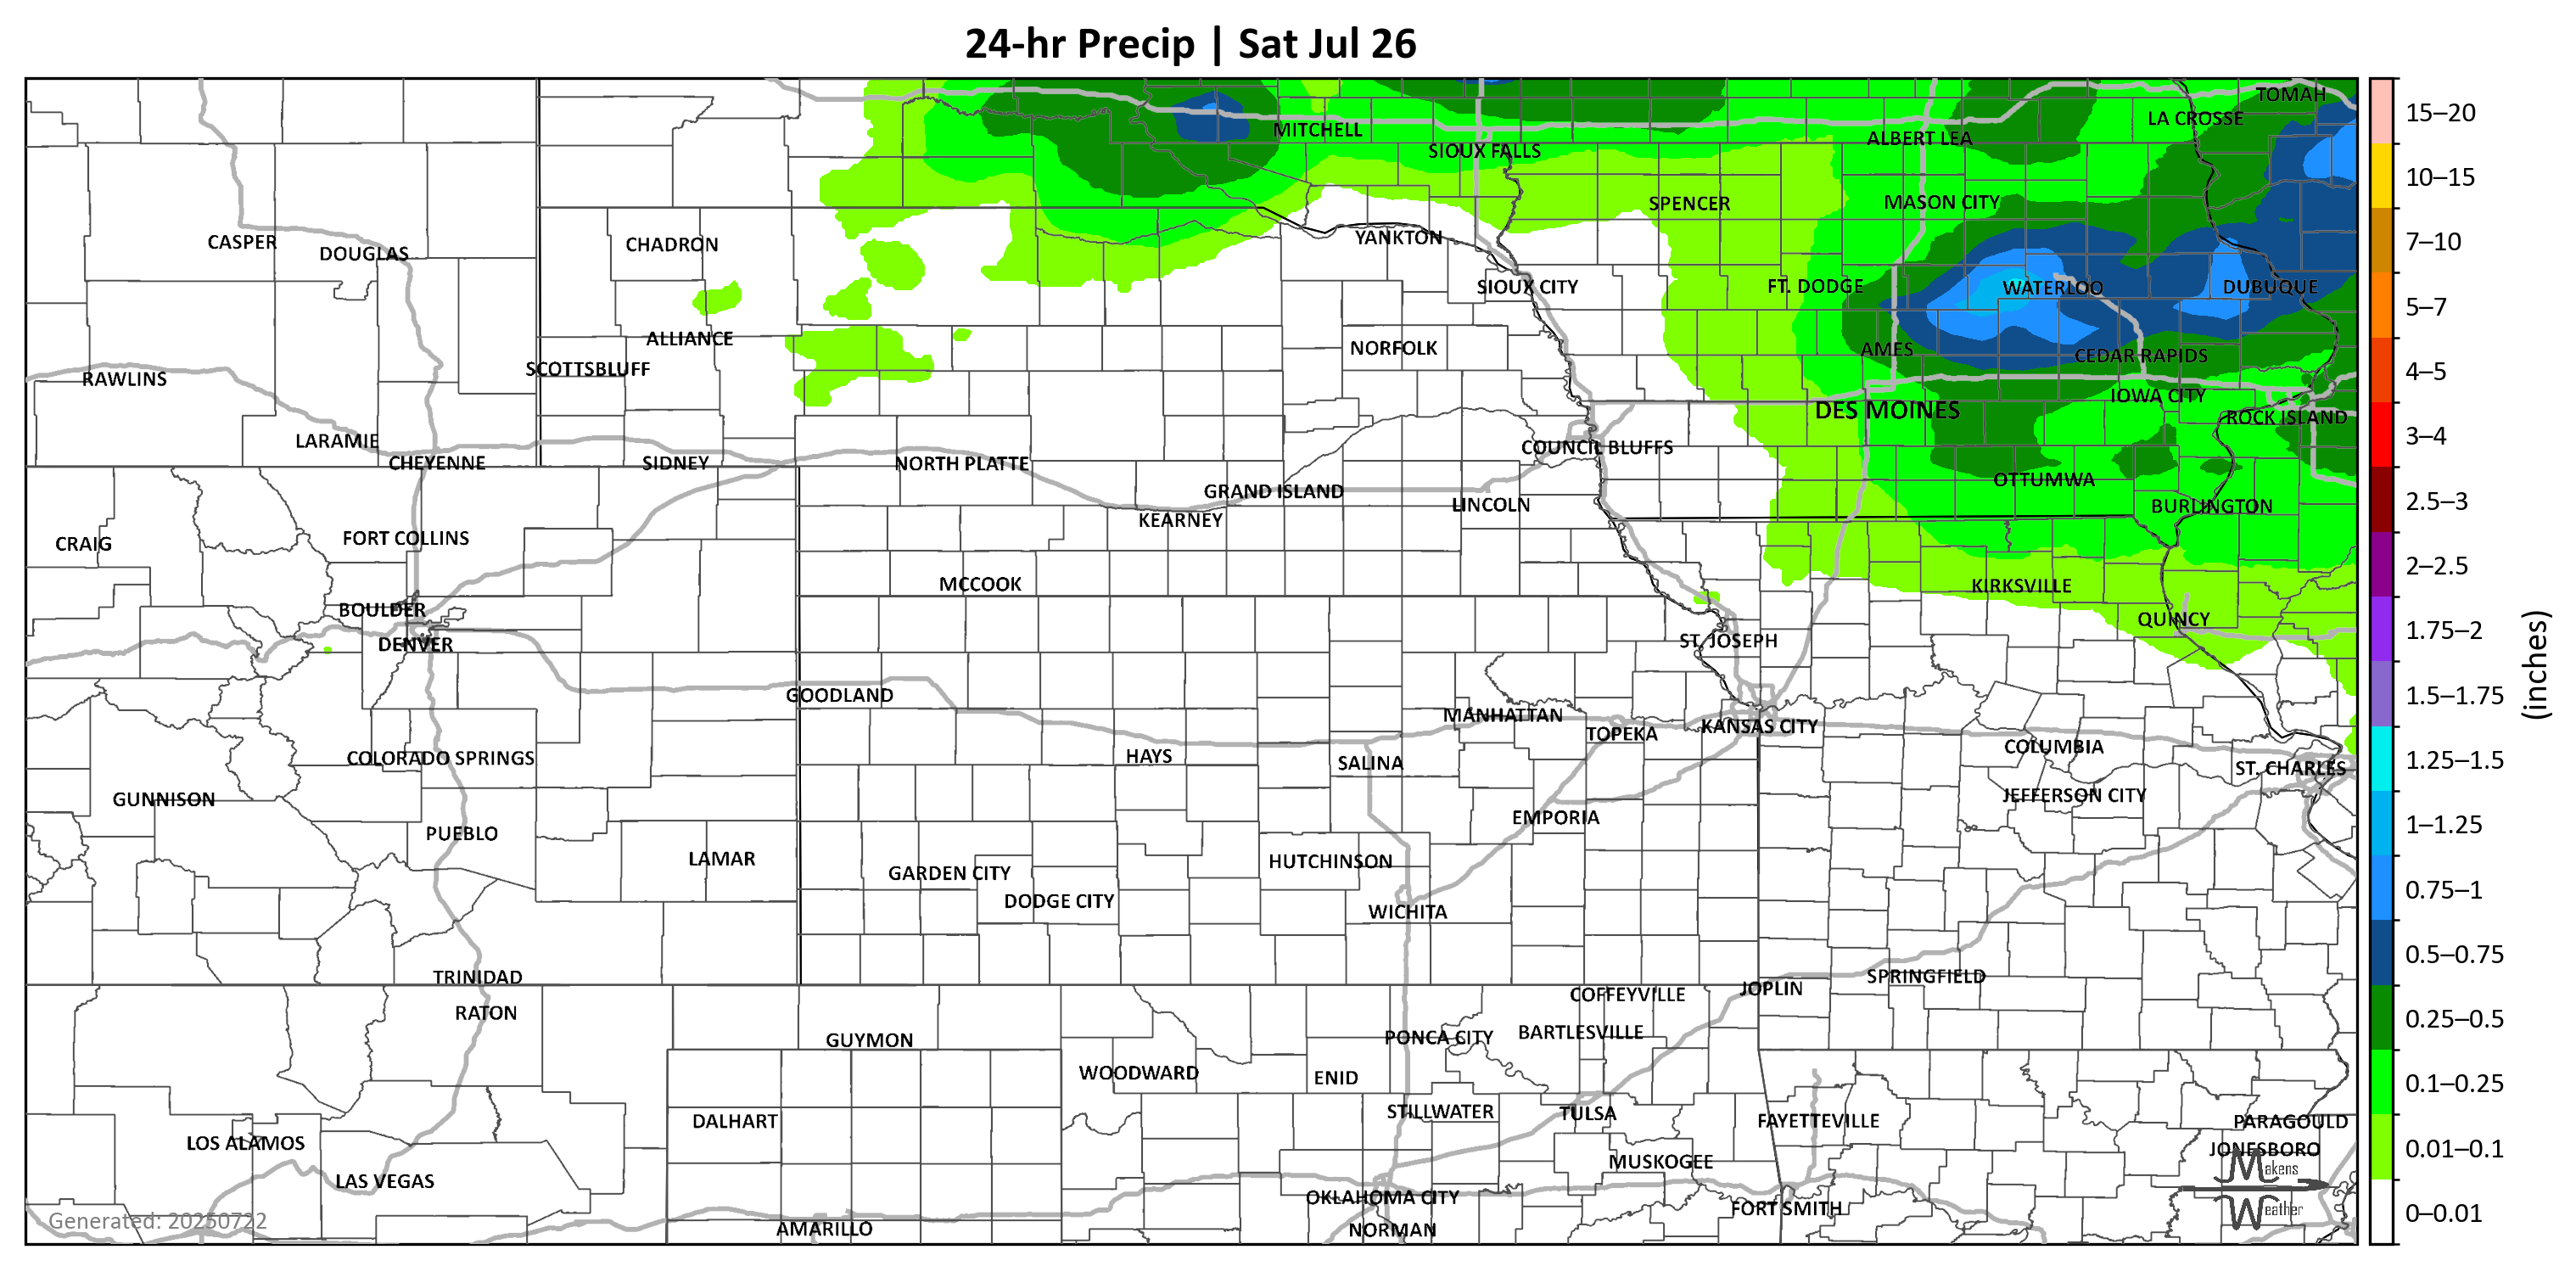 24-hr Precip | Sat Jul 26
TOMAH
LA CROSSE
MITCHELL
ALBERT LEA
SIOUX FALLS
SPENCER
MASON CITY
YANKTON
CASPER
CHADRON
DOUGLAS
SIOUX CITY
FT. DODGE
WATERLOO
DUBUQUE
ALLIANCE
NORFOLK
AMES
CEDAR RAPIDS
SCOTTSBLUFF
RAWLINS
IOWA CITY
DES MOINES
ROCK ISLAND
LARAMIE
COUNCIL BLUFFS
CHEYENNE
SIDNEY
NORTH PLATTE
OTTUMWA
GRAND ISLAND
LINCOLN
BURLINGTON
KEARNEY
FORT COLLINS
CRAIG
MCCOOK
KIRKSVILLE
BOULDER
QUINCY
DENVER
ST. JOSEPH
GOODLAND
MANHATTAN
KANSAS CITY
TOPEKA
COLUMBIA
HAYS
COLORADO SPRINGS
SALINA
ST. CHARLES
GUNNISON
JEFFERSON CITY
EMPORIA
PUEBLO
LAMAR
HUTCHINSON
GARDEN CITY
DODGE CITY
WICHITA
TRINIDAD
SPRINGFIELD
JOPLIN
COFFEYVILLE
RATON
BARTLESVILLE
PONCA CITY
GUYMON
WOODWARD
ENID
STILLWATER
TULSA
DALHART
FAYETTEVILLE
PARAGOULD
LOS ALAMOS
JONESBORO
MUSKOGEE
Makens
LAS VEGAS
OKLAHOMA CITY
FORT SMITH
Weather
Generated: 20250722
AMARILLO
NORMAN
15–20
10–15
7–10
5–7
4–5
3–4
2.5–3
2–2.5
1.75–2
1.5–1.75
1.25–1.5
1–1.25
0.75–1
0.5–0.75
0.25–0.5
0.1–0.25
0.01–0.1
0–0.01
(inches)